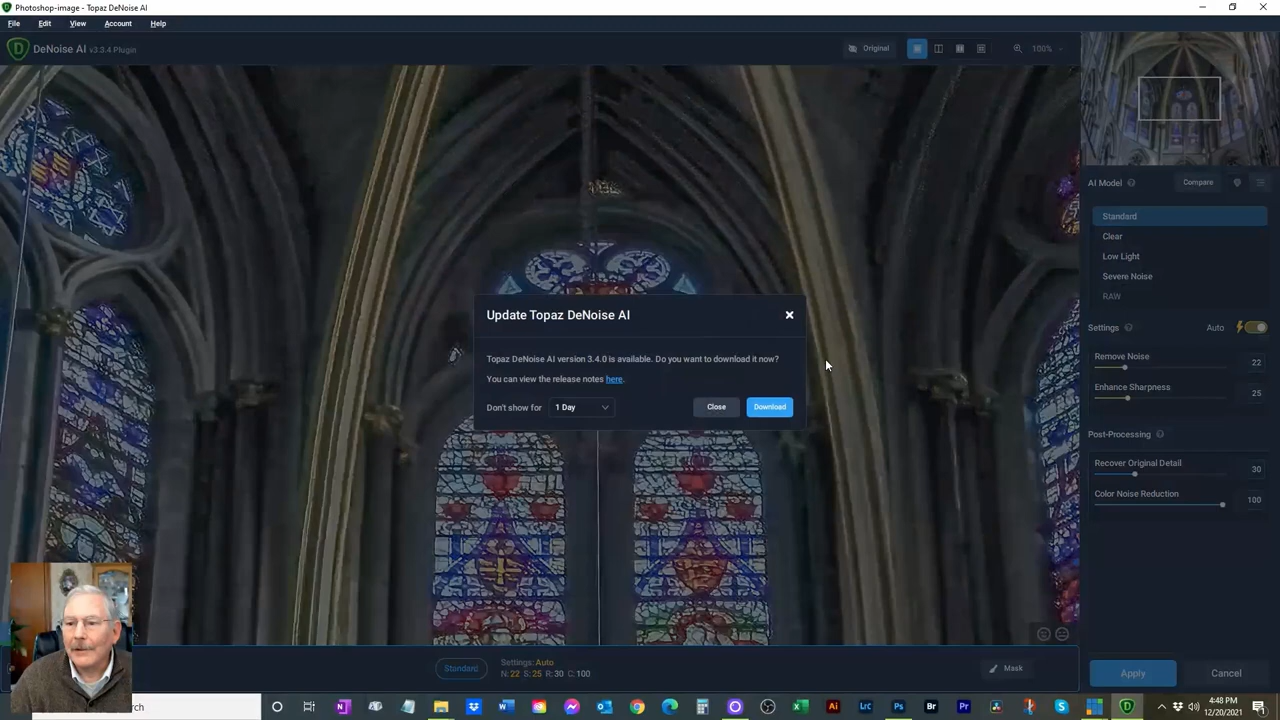 Photoshop-image - Topaz DeNoise AI
File Edit View Account Help
DeNoise AI v3.3.4 Plugin
Original
100%
AI Model
Compare
Standard
Clear
Low Light
Severe Noise
RAW
Settings
Auto
Remove Noise
22
Enhance Sharpness
25
Post-Processing
Recover Original Detail
30
Color Noise Reduction
100
Update Topaz DeNoise AI
Topaz DeNoise AI version 3.4.0 is available. Do you want to download it now?
You can view the release notes here.
Don't show for 1 Day
Close
Download
Standard
Settings: Auto
N: 22 S: 25 R: 30 C: 100
Mask
Apply
Cancel
4:48 PM
12/20/2021